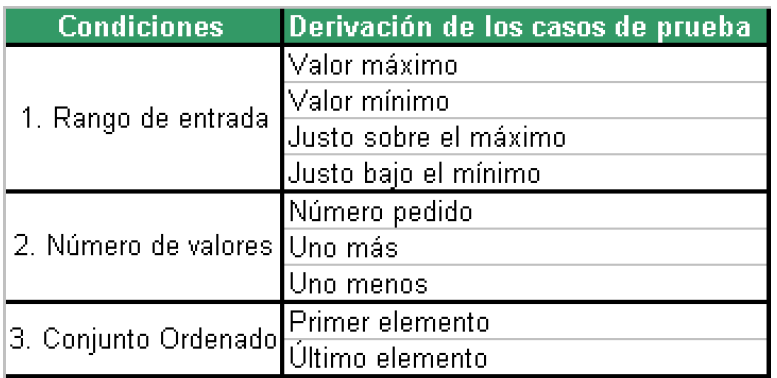 Condiciones
Derivación de los casos de prueba
1. Rango de entrada
Valor máximo
Valor mínimo
Justo sobre el máximo
Justo bajo el mínimo
2. Número de valores
Número pedido
Uno más
Uno menos
3. Conjunto Ordenado
Primer elemento
Último elemento